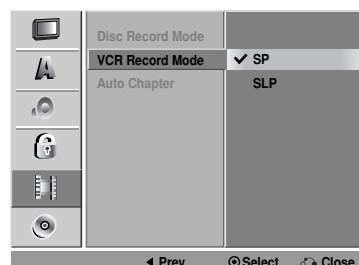 Disc Record Mode
VCR Record Mode
✔ SP
Auto Chapter
SLP
◀ Prev
Select
Close